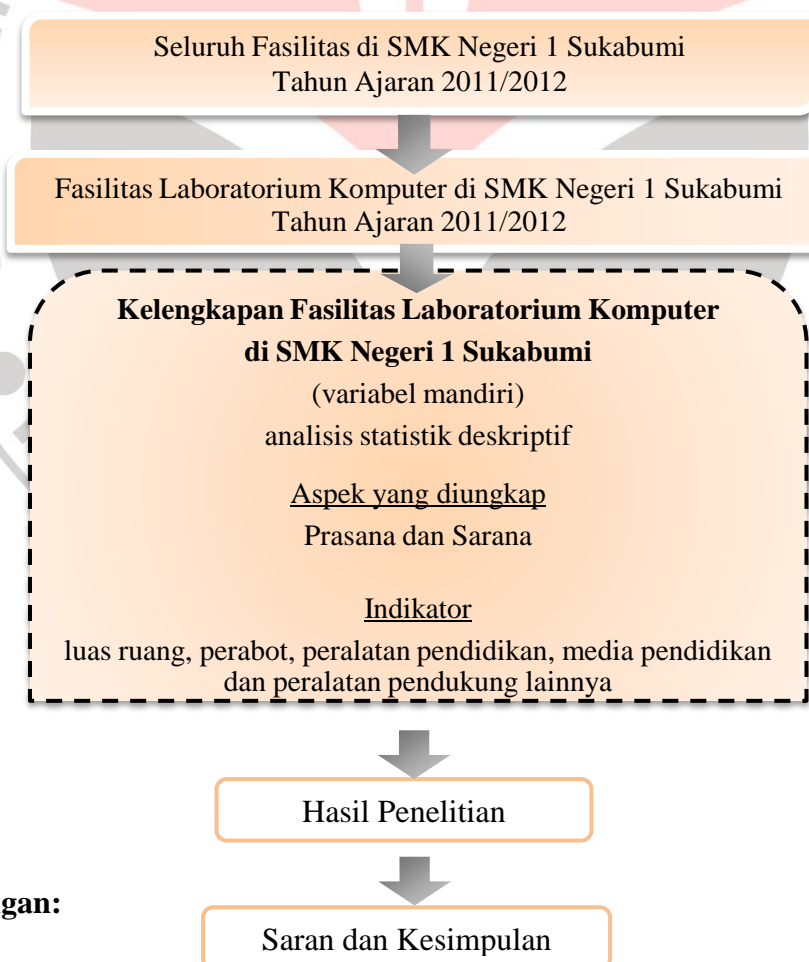 Seluruh Fasilitas di SMK Negeri 1 Sukabumi
Tahun Ajaran 2011/2012
Fasilitas Laboratorium Komputer di SMK Negeri 1 Sukabumi
Tahun Ajaran 2011/2012
Kelengkapan Fasilitas Laboratorium Komputer
di SMK Negeri 1 Sukabumi
(variabel mandiri)
analisis statistik deskriptif
Aspek yang diungkap
Prasana dan Sarana
Indikator
luas ruang, perabot, peralatan pendidikan, media pendidikan
dan peralatan pendukung lainnya
Hasil Penelitian
Saran dan Kesimpulan